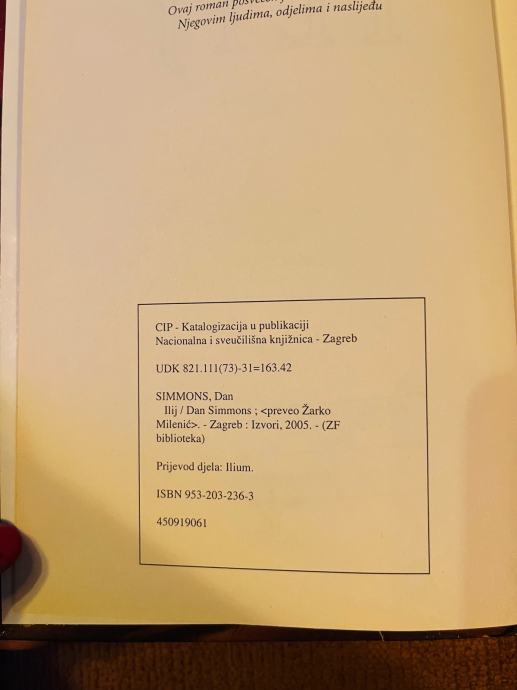 Ovaj roman
Njegovim ljudima, odjelima i naslijeđu
CIP - Katalogizacija u publikaciji
Nacionalna i sveučilišna knjižnica - Zagreb
UDK 821.111(73)-31=163.42
SIMMONS, Dan
Ilij / Dan Simmons ; <preveo Žarko
Milenić>. - Zagreb : Izvori, 2005. - (ZF
biblioteka)
Prijevod djela: Ilium.
ISBN 953-203-236-3
450919061